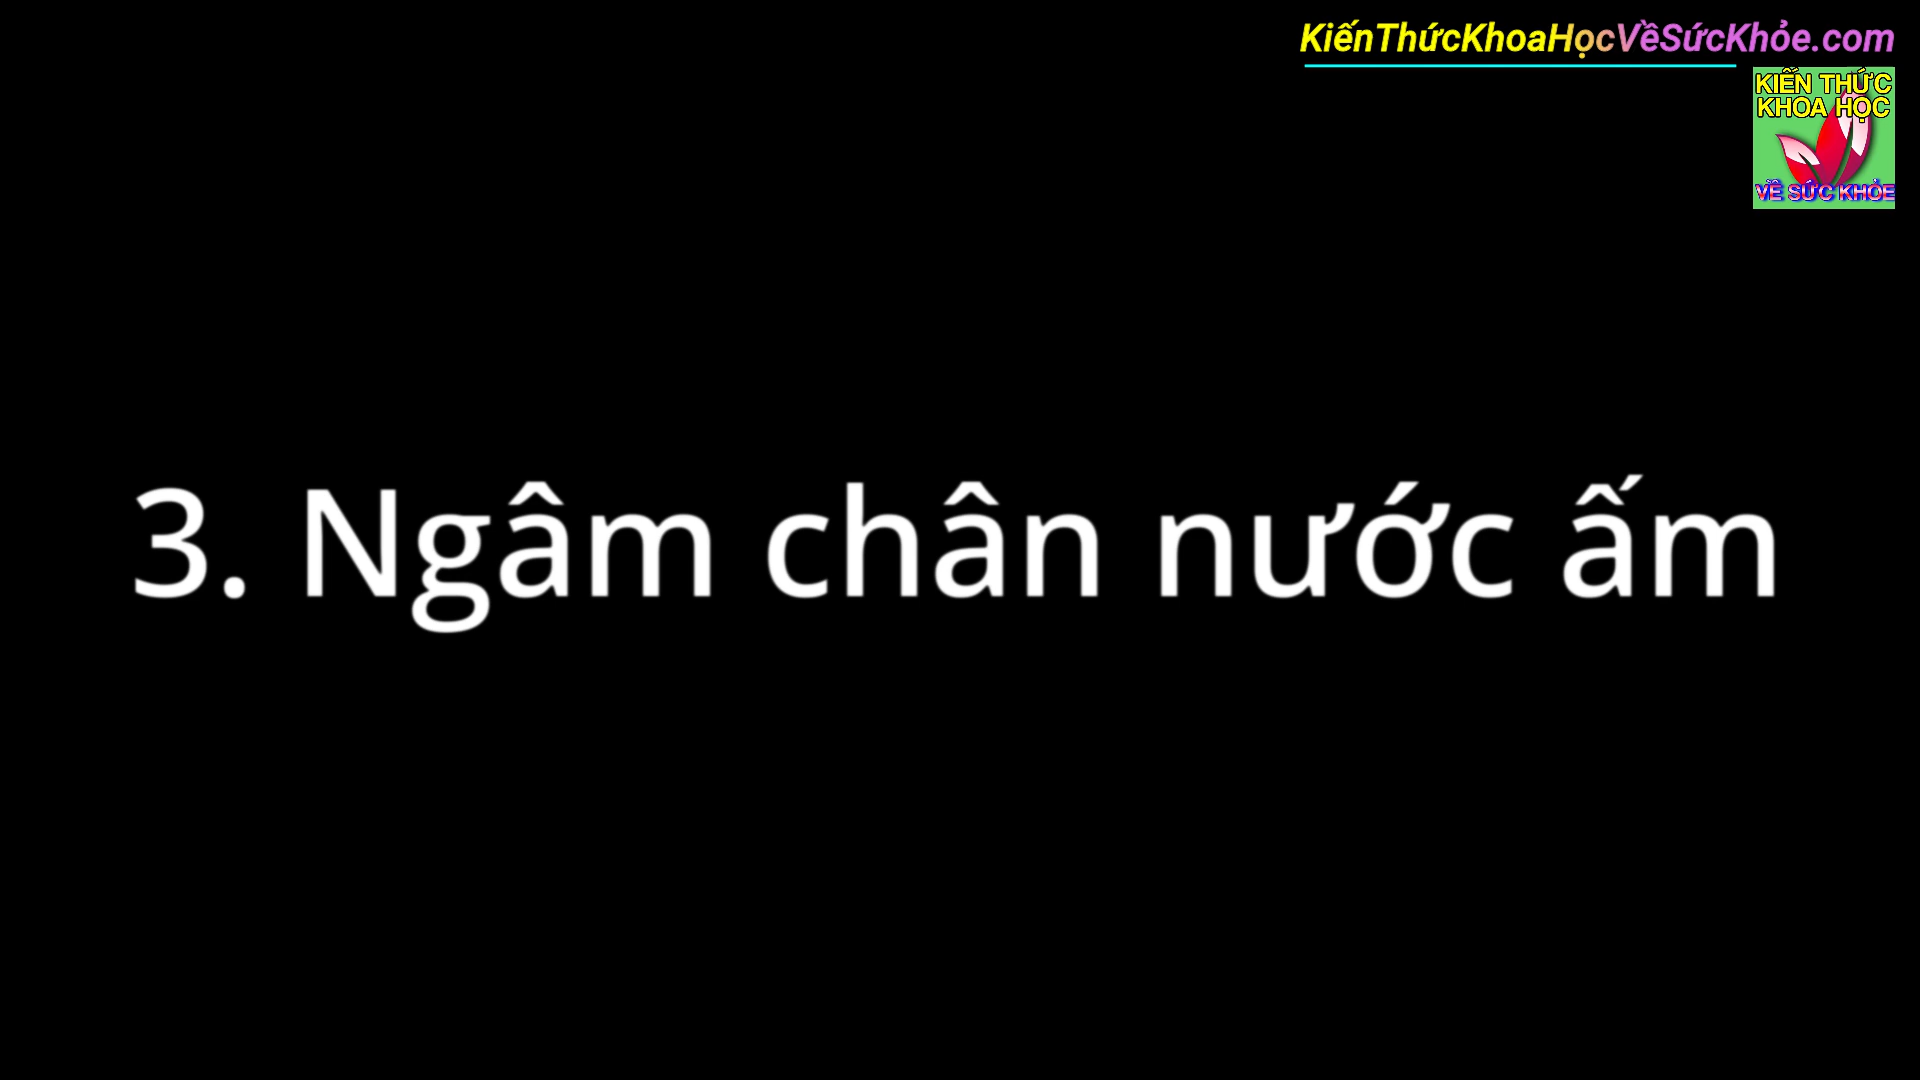 KiếnThứcKhoaHọcVềSứcKhỏe.com
KIẾN THỨC
KHOA HỌC
VỀ SỨC KHỎE
3. Ngâm chân nước ấm